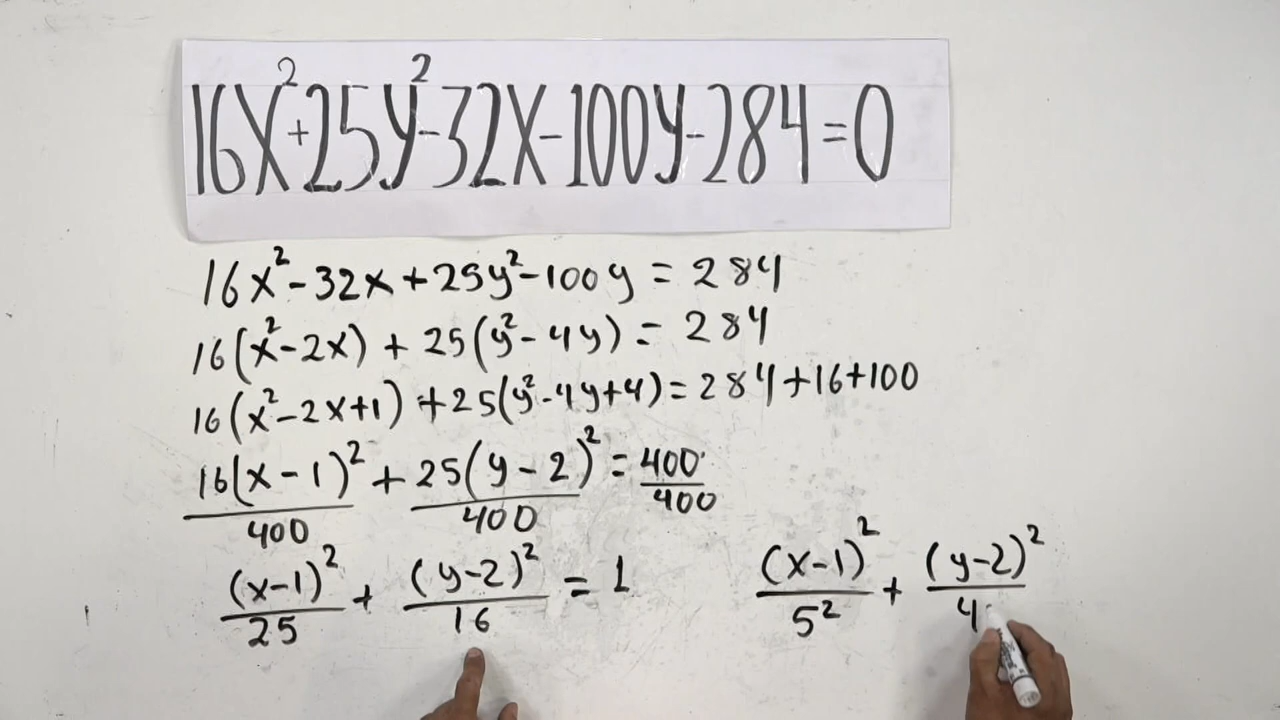 16x²+25y²-32x-100y-284=0
16x²-32x+25y²-100y=284
16(x²-2x)+25(y²-4y)=284
16(x²-2x+1)+25(y²-4y+4)=284+16+100
16(x-1)²/400+25(y-2)²/400=400/400
(x-1)²/25+(y-2)²/16=1
(x-1)²/5²+(y-2)²/4